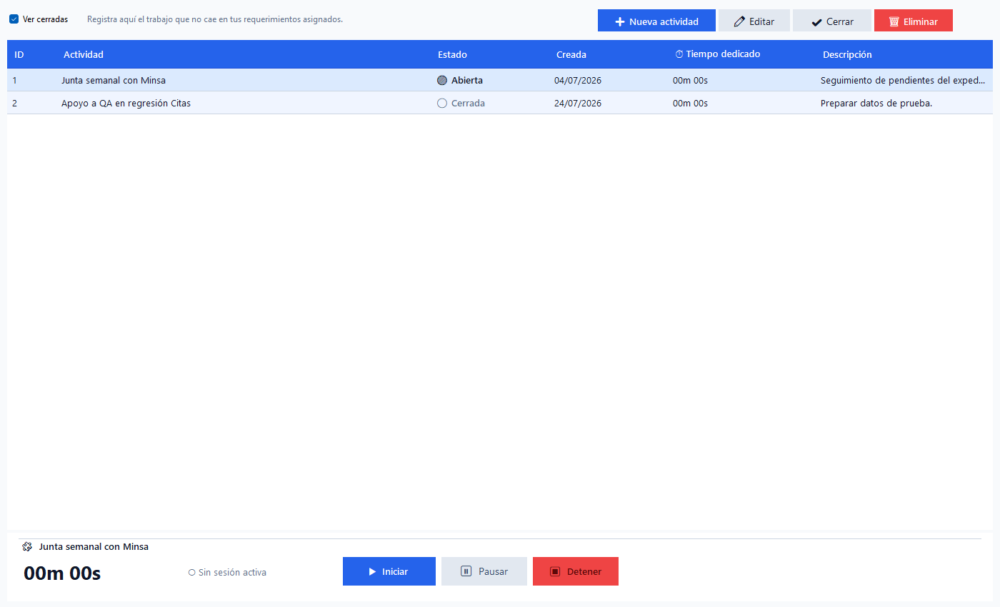 Ver cerradas Registra aquí el trabajo que no cae en tus requerimientos asignados. Nueva actividad Editar Cerrar Eliminar
ID Actividad Estado Creada Tiempo dedicado Descripción
1 Junta semanal con Minsa Abierta 04/07/2026 00m 00s Seguimiento de pendientes del exped...
2 Apoyo a QA en regresión Citas Cerrada 24/07/2026 00m 00s Preparar datos de prueba.
Junta semanal con Minsa
00m 00s Sin sesión activa Iniciar Pausar Detener